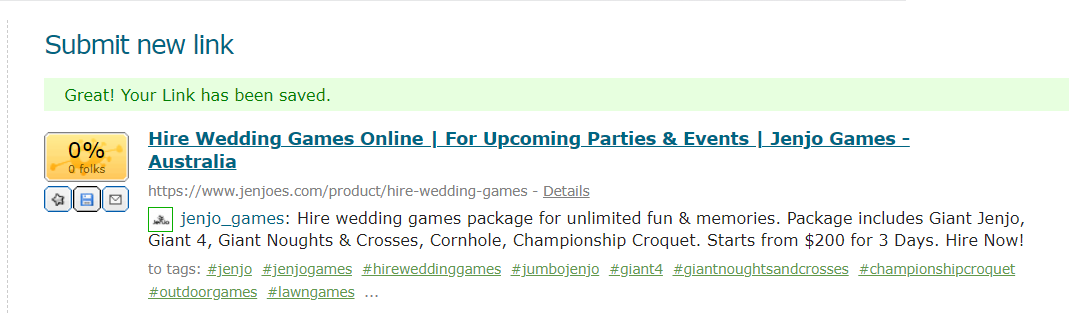 Submit new link
Great! Your Link has been saved.
0%
0 folks
Hire Wedding Games Online | For Upcoming Parties & Events | Jenjo Games -
Australia
https://www.jenjoes.com/product/hire-wedding-games - Details
jenjo_games: Hire wedding games package for unlimited fun & memories. Package includes Giant Jenjo,
Giant 4, Giant Noughts & Crosses, Cornhole, Championship Croquet. Starts from $200 for 3 Days. Hire Now!
to tags: #jenjo #jenjogames #hireweddinggames #jumbojenjo #giant4 #giantnoughtsandcrosses #championshipcroquet
#outdoorgames #lawngames ...